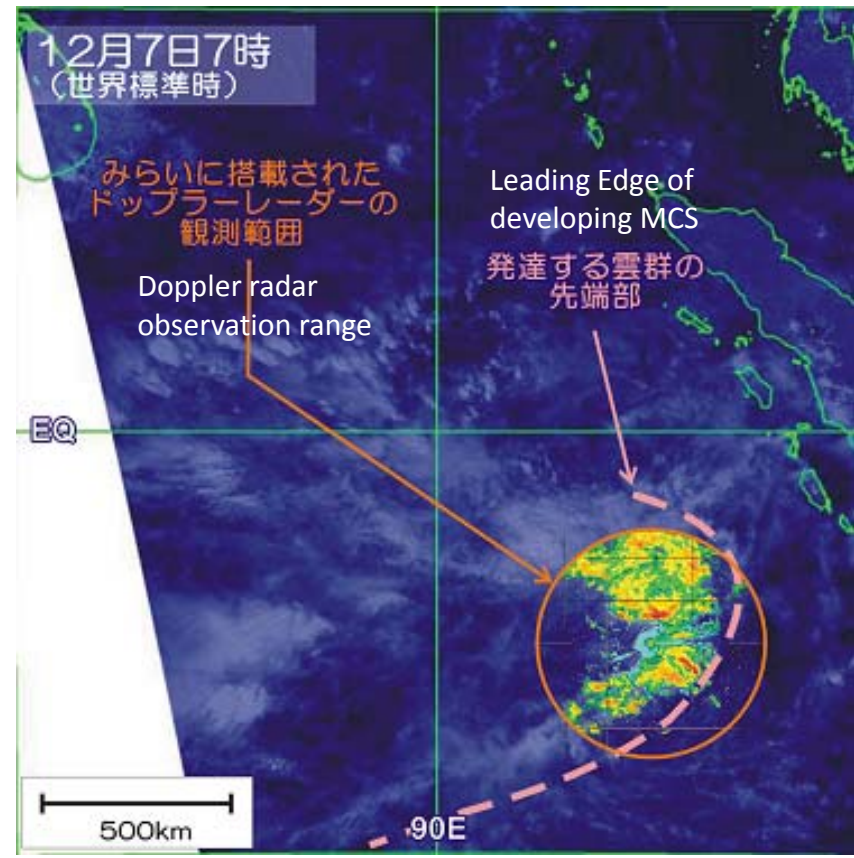 12月7日7時
（世界標準時）
みらいに搭載された
ドップラーレーダーの
観測範囲
Doppler radar
observation range
Leading Edge of
developing MCS
発達する雲群の
先端部
EQ
500km
90E